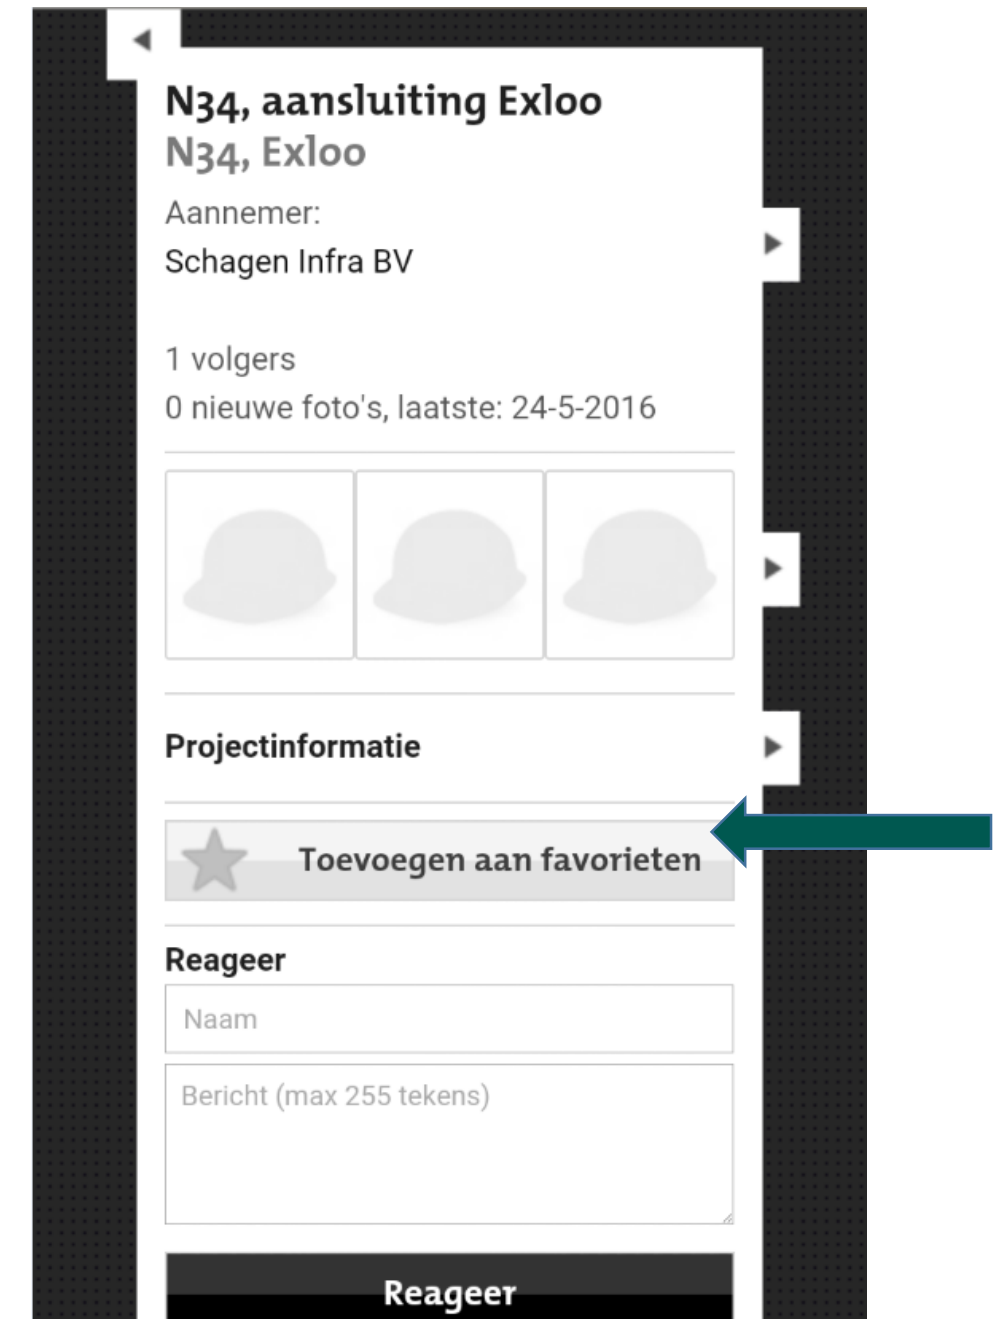 N34, aansluiting Exloo
N34, Exloo
Aannemer:
Schagen Infra BV
1 volgers
0 nieuwe foto's, laatste: 24-5-2016
Projectinformatie
Toevoegen aan favorieten
Reageer
Naam
Bericht (max 255 tekens)
Reageer